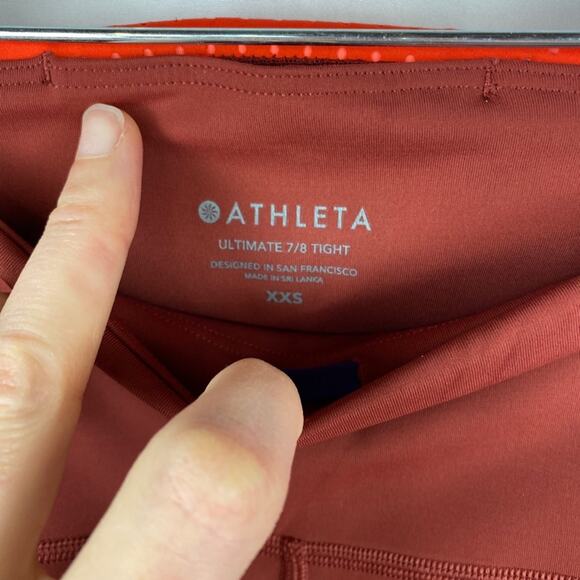 ATHLETA
ULTIMATE 7/8 TIGHT
DESIGNED IN SAN FRANCISCO
MADE IN SRI LANKA
XXS